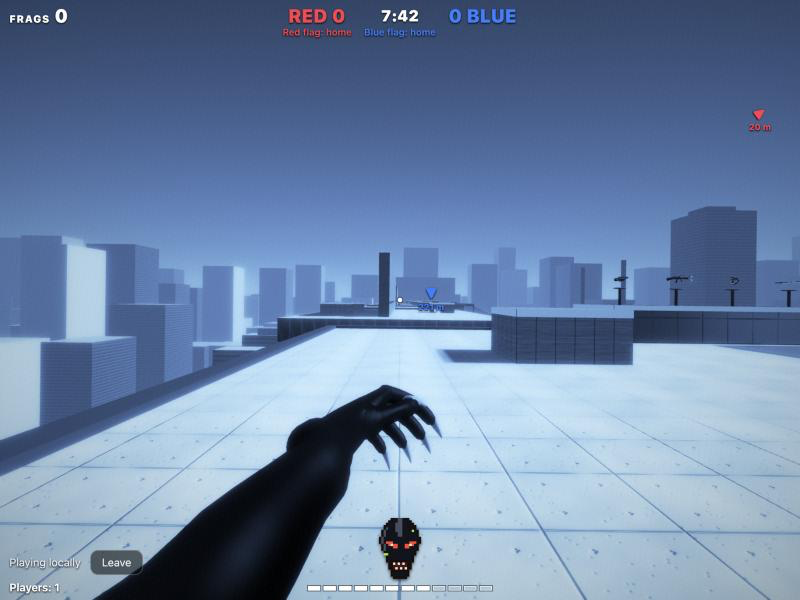 FRAGS 0
RED 0 7:42 0 BLUE
Red flag: home Blue flag: home
20 m
Playing locally Leave
Players: 1